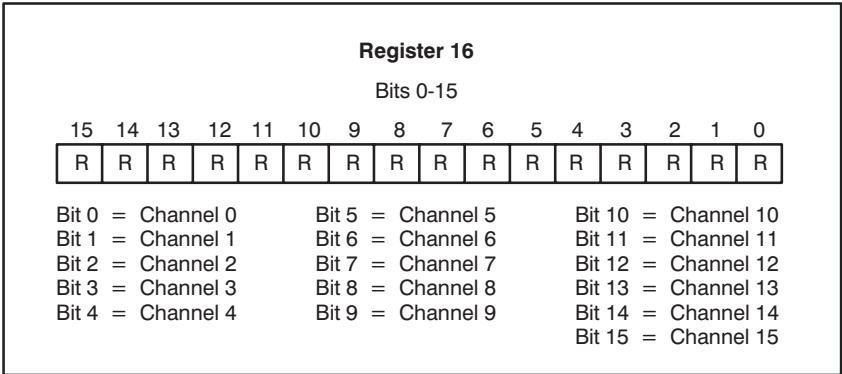 Register 16
Bits 0-15
15 14 13 12 11 10 9 8 7 6 5 4 3 2 1 0
R R R R R R R R R R R R R R R R
Bit 0 = Channel 0 Bit 5 = Channel 5 Bit 10 = Channel 10
Bit 1 = Channel 1 Bit 6 = Channel 6 Bit 11 = Channel 11
Bit 2 = Channel 2 Bit 7 = Channel 7 Bit 12 = Channel 12
Bit 3 = Channel 3 Bit 8 = Channel 8 Bit 13 = Channel 13
Bit 4 = Channel 4 Bit 9 = Channel 9 Bit 14 = Channel 14
Bit 15 = Channel 15